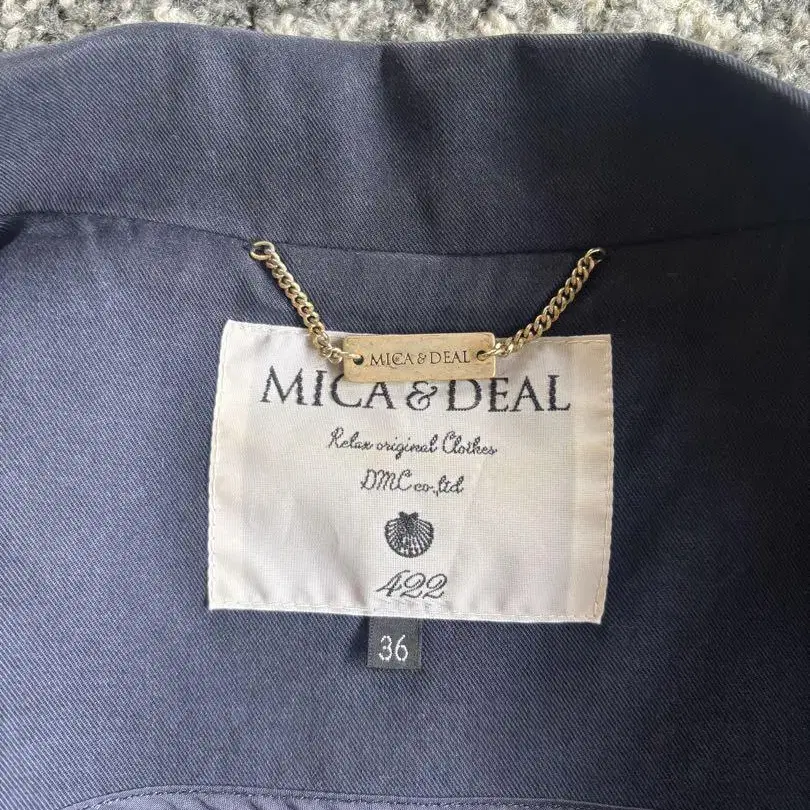 MICA & DEAL
MICA & DEAL
Relax original Clothes
DMC co.,ltd
422
36